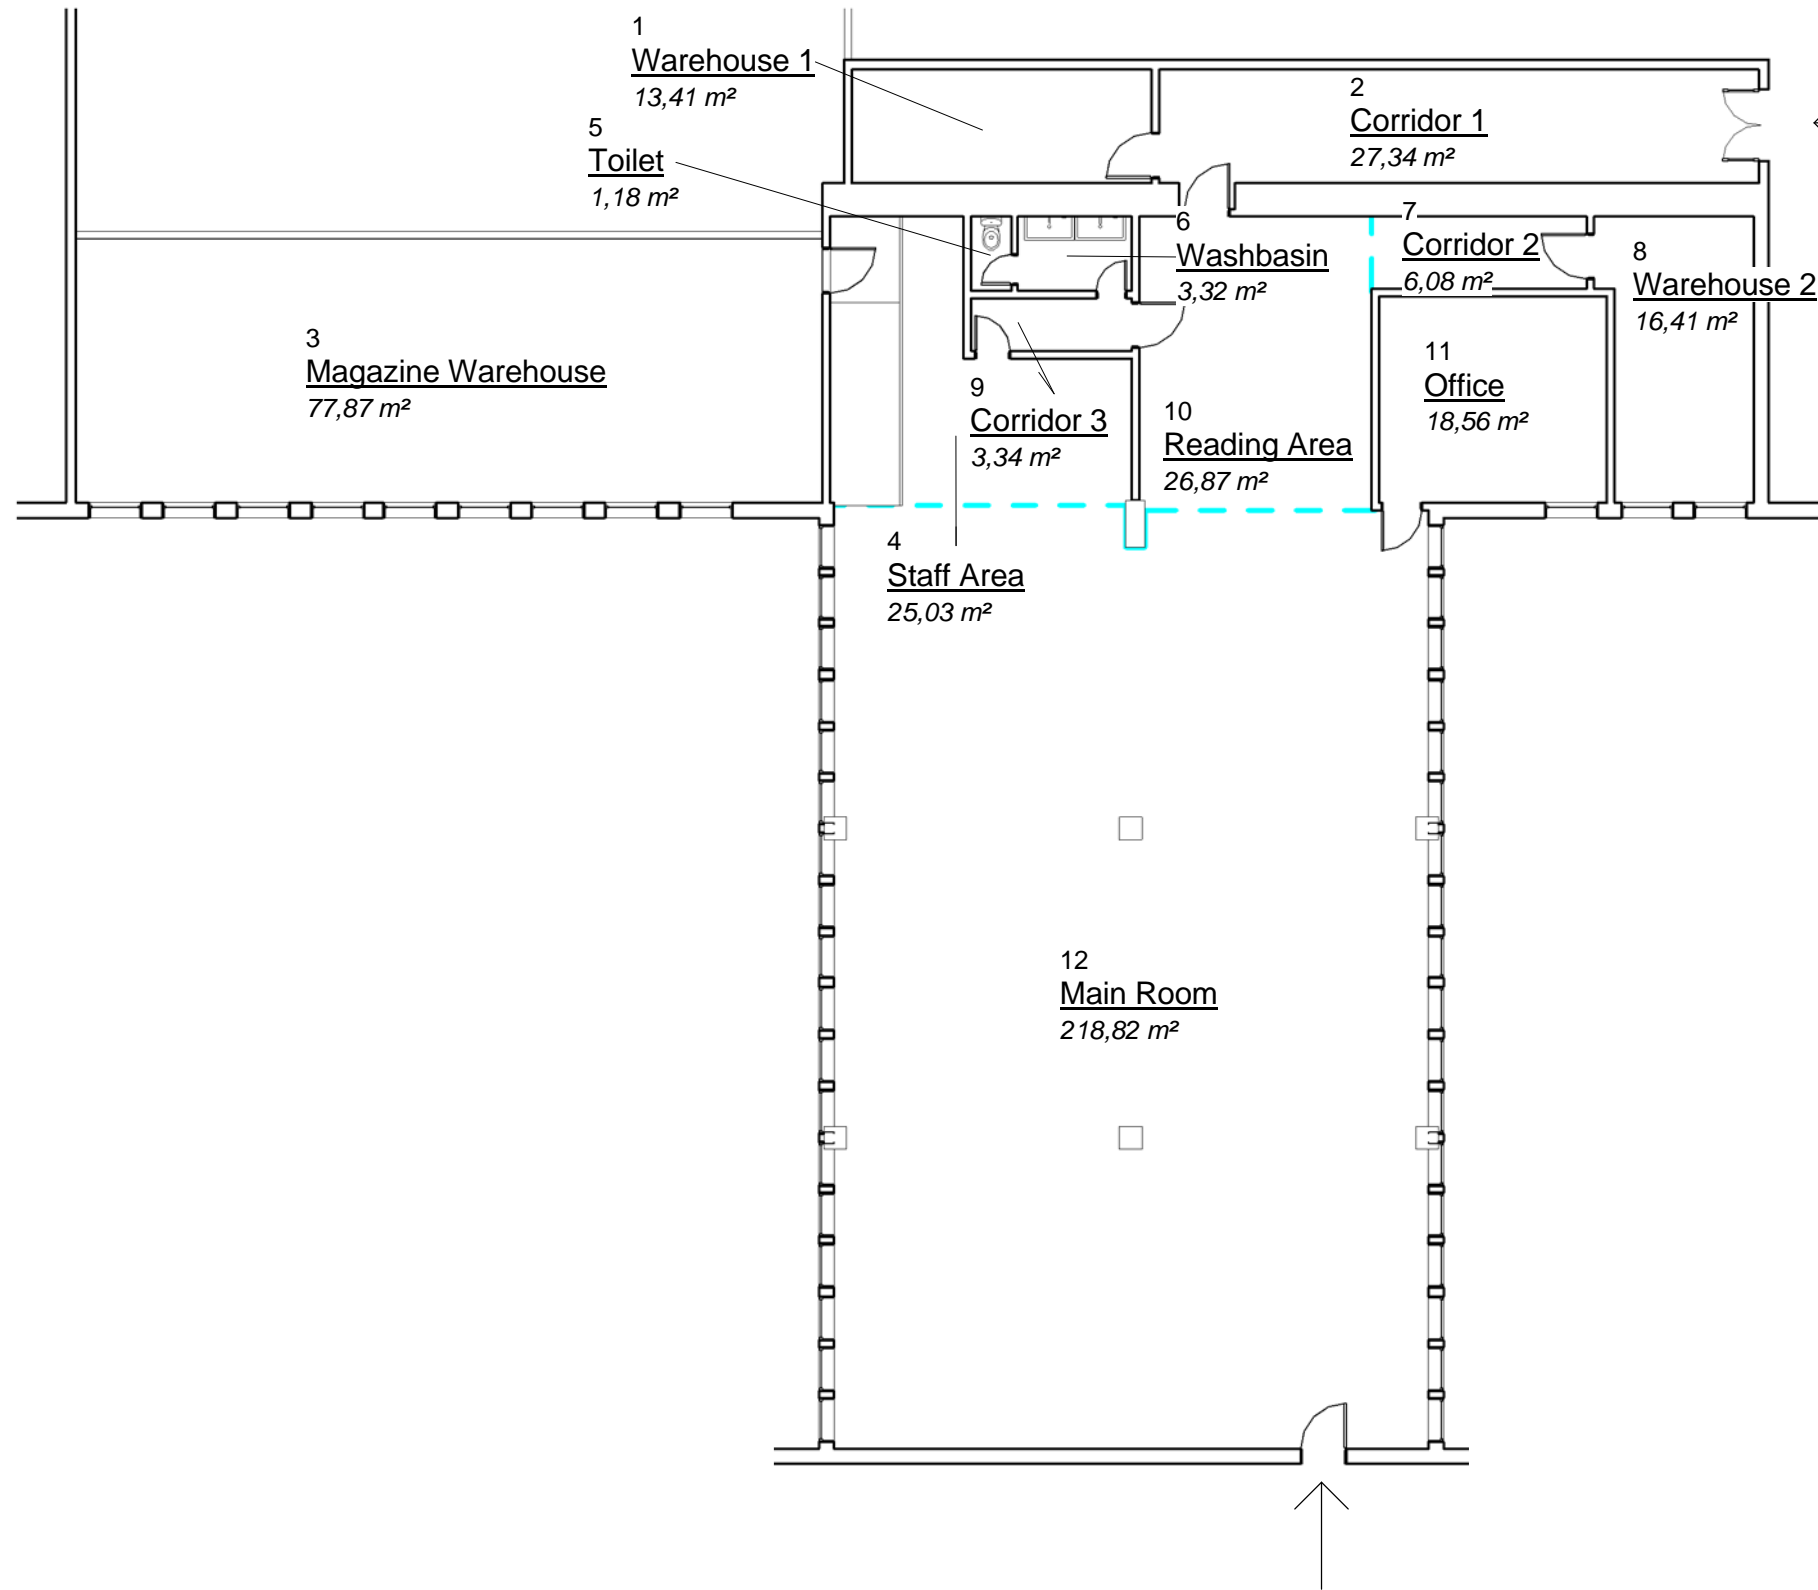 1
Warehouse 1
13,41 m²
2
Corridor 1
27,34 m²
5
Toilet
1,18 m²
6
Washbasin
3,32 m²
7
Corridor 2
6,08 m²
8
Warehouse 2
16,41 m²
3
Magazine Warehouse
77,87 m²
9
Corridor 3
3,34 m²
10
Reading Area
26,87 m²
11
Office
18,56 m²
4
Staff Area
25,03 m²
12
Main Room
218,82 m²